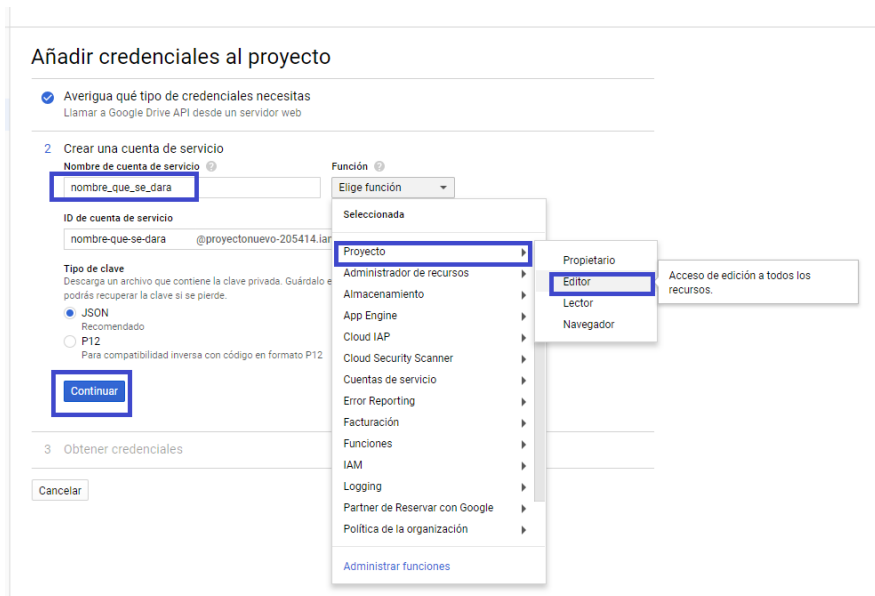 Añadir credenciales al proyecto
Averigua qué tipo de credenciales necesitas
Llamar a Google Drive API desde un servidor web
2 Crear una cuenta de servicio
Nombre de cuenta de servicio
nombre_que_se_dara
ID de cuenta de servicio
nombre-que-se-dara @proyectonuevo-205414.iar
Tipo de clave
Descarga un archivo que contiene la clave privada. Guárdalo e
podrás recuperar la clave si se pierde.
JSON
Recomendado
P12
Para compatibilidad inversa con código en formato P12
Continuar
3 Obtener credenciales
Cancelar
Función
Elige función
Seleccionada
Proyecto
Administrador de recursos
Almacenamiento
App Engine
Cloud IAP
Cloud Security Scanner
Cuentas de servicio
Error Reporting
Facturación
Funciones
IAM
Logging
Partner de Reservar con Google
Política de la organización
Administrar funciones
Propietario
Editor
Lector
Navegador
Acceso de edición a todos los
recursos.